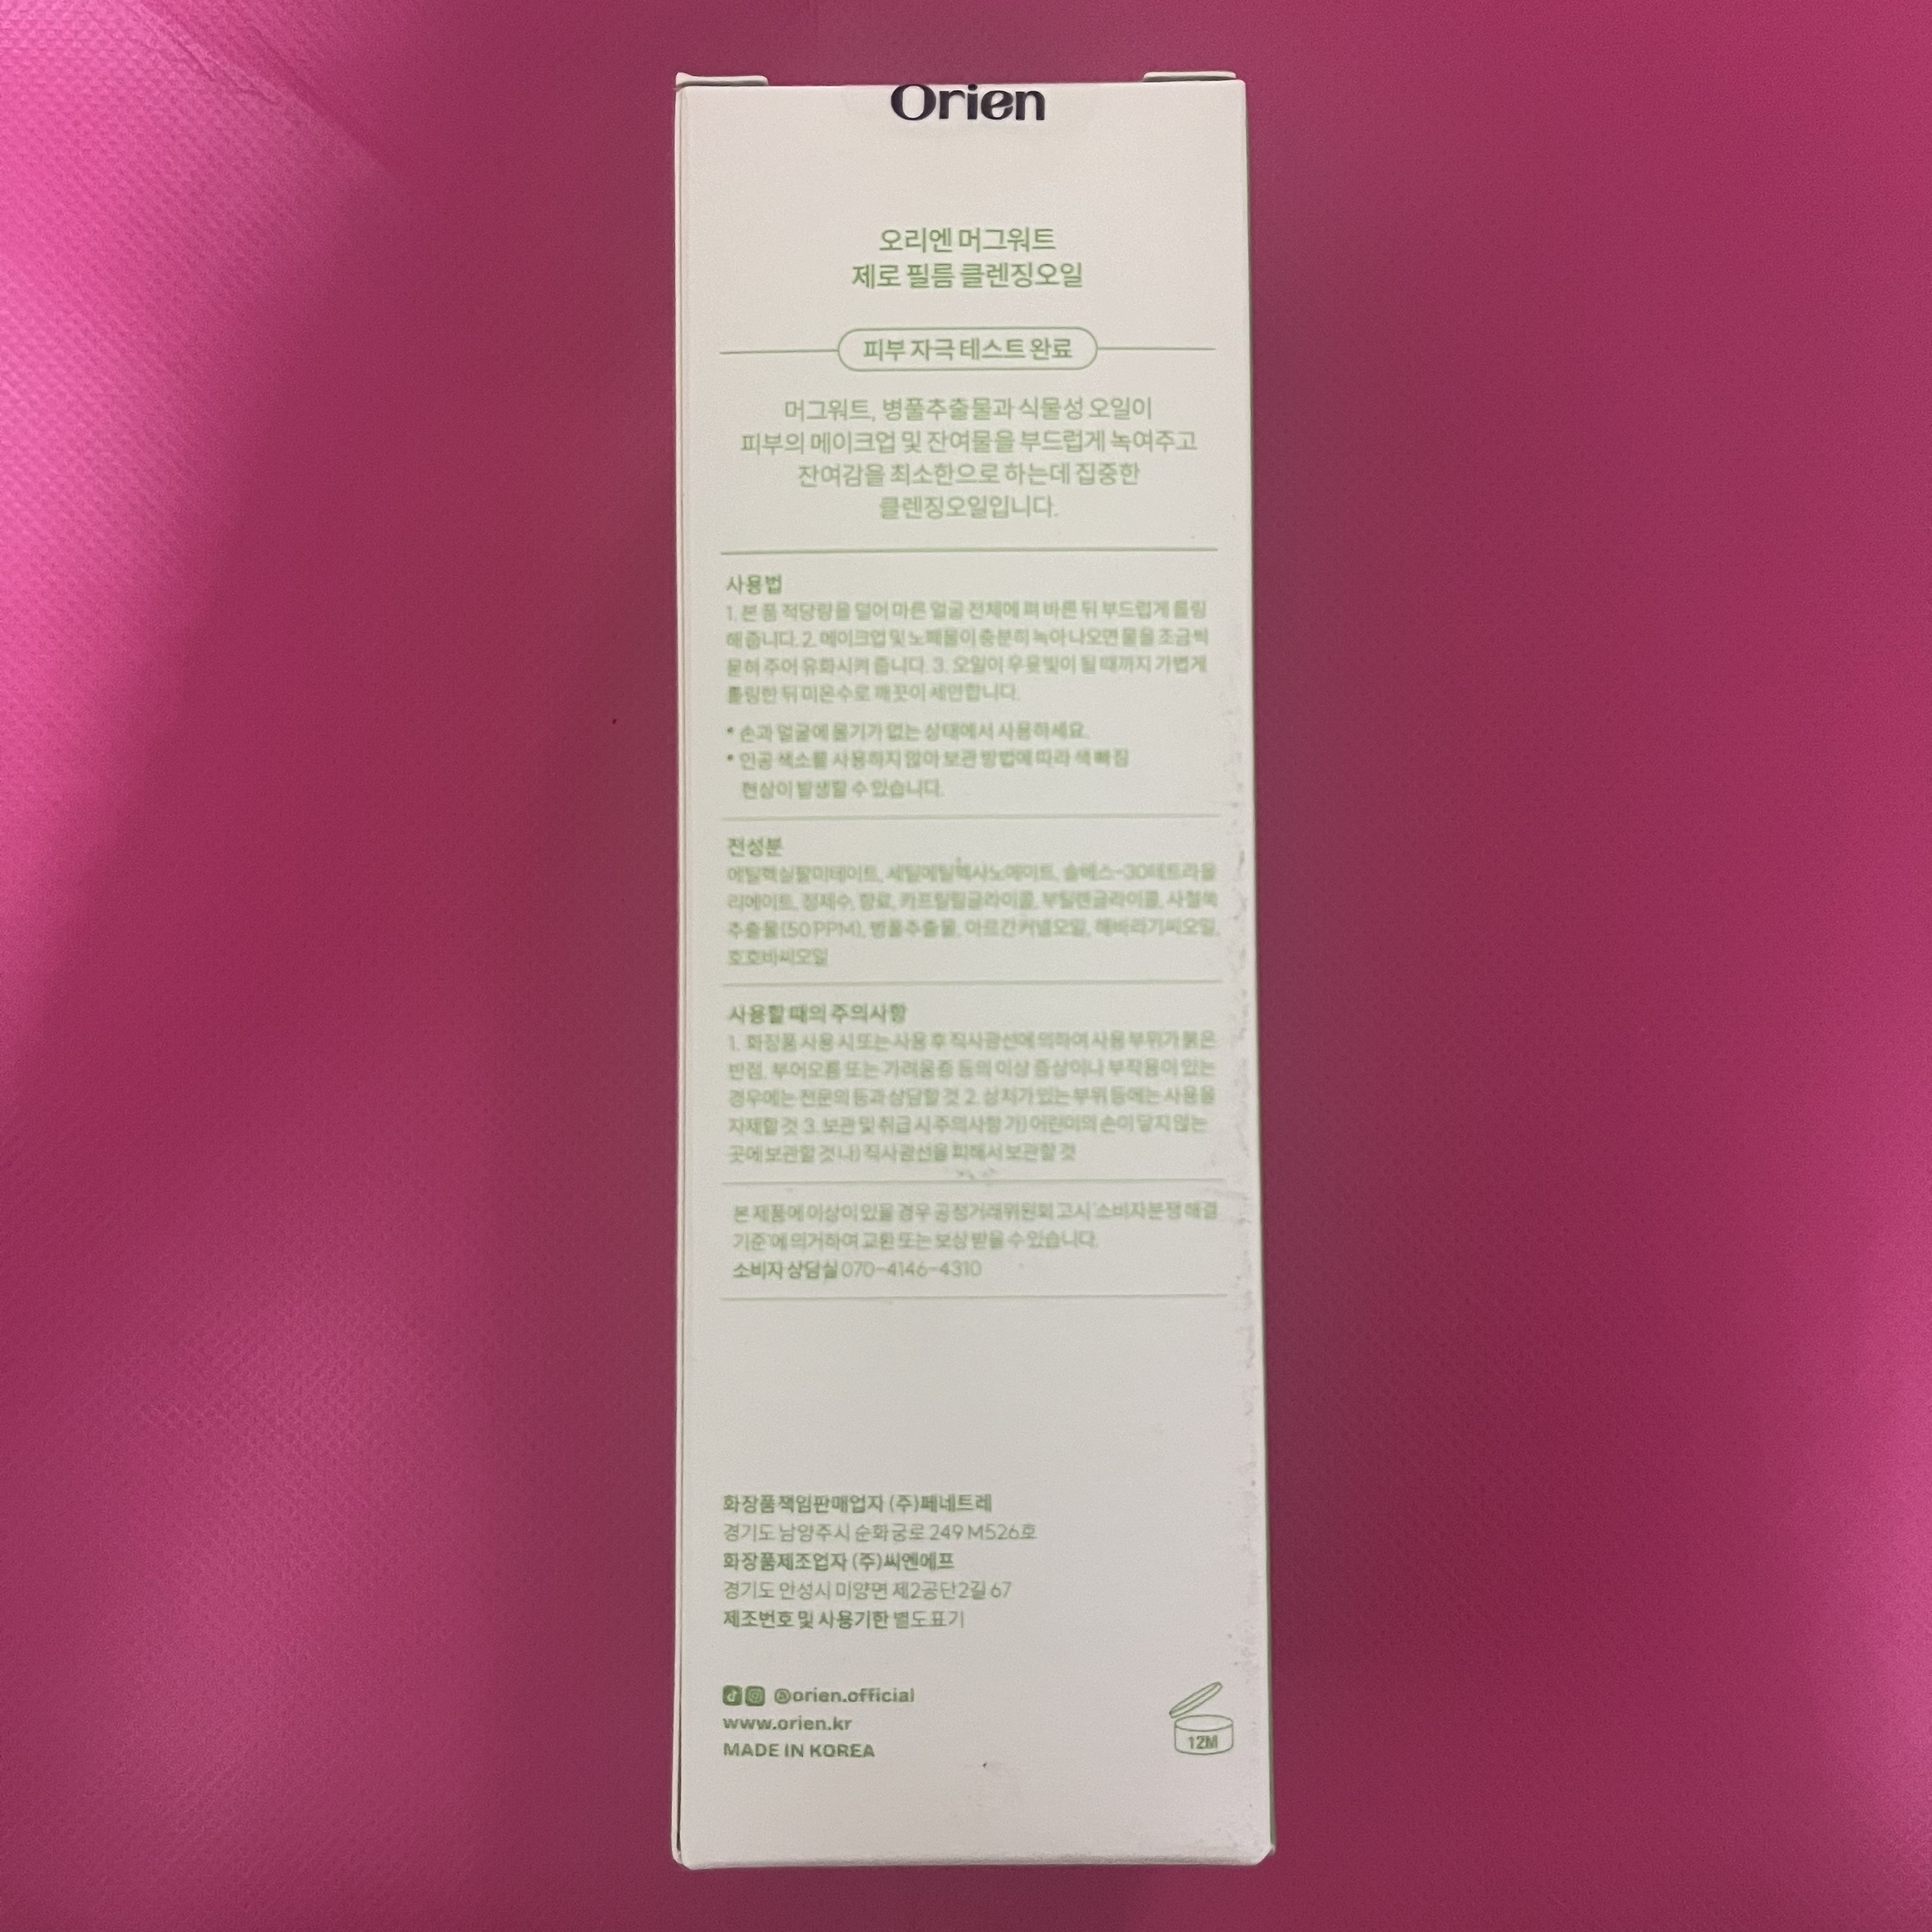 Orien
오리엔 머그워트
제로 필름 클렌징오일
피부 자극 테스트 완료
머그워트, 병풀추출물과 식물성 오일이
피부의 메이크업 및 잔여물을 부드럽게 녹여주고
잔여감을 최소한으로 하는데 집중한
클렌징오일입니다.
사용법
1. 본 품 적당량을 덜어 마른 얼굴 전체에 펴 바른 뒤 부드럽게 롤링
해 줍니다. 2. 메이크업 및 노폐물이 충분히 녹아 나오면 물을 조금씩
묻혀 주어 유화시켜 줍니다. 3. 오일이 우윳빛이 될 때까지 가볍게
롤링한 뒤 미온수로 깨끗이 세안합니다.
* 손과 얼굴에 물기가 없는 상태에서 사용하세요.
* 인공 색소를 사용하지 않아 보관 방법에 따라 색 빠짐
현상이 발생할 수 있습니다.
전성분
에틸헥실팔미테이트, 세틸에틸헥사노에이트, 솔베스-30테트라올
리에이트, 정제수, 향료, 카프릴릴글라이콜, 부틸렌글라이콜, 사철쑥
추출물(50 PPM), 병풀추출물, 아르간커넬오일, 해바라기씨오일,
호호바씨오일
사용할 때의 주의사항
1. 화장품 사용 시 또는 사용 후 직사광선에 의하여 사용 부위가 붉은
반점, 부어오름 또는 가려움증 등의 이상 증상이나 부작용이 있는
경우에는 전문의 등과 상담할 것 2. 상처가 있는 부위 등에는 사용을
자제할 것 3. 보관 및 취급 시 주의사항 가) 어린이의 손이 닿지 않는
곳에 보관할 것 나) 직사광선을 피해서 보관할 것
본 제품에 이상이 있을 경우 공정거래위원회 고시 '소비자분쟁 해결
기준'에 의거하여 교환 또는 보상 받을 수 있습니다.
소비자 상담실 070-4146-4310
화장품책임판매업자 (주)페네트레
경기도 남양주시 순화궁로 249 M526호
화장품제조업자 (주)씨엔에프
경기도 안성시 미양면 제2공단2길 67
제조번호 및 사용기한 별도표기
@orien.official
www.orien.kr
MADE IN KOREA
12M